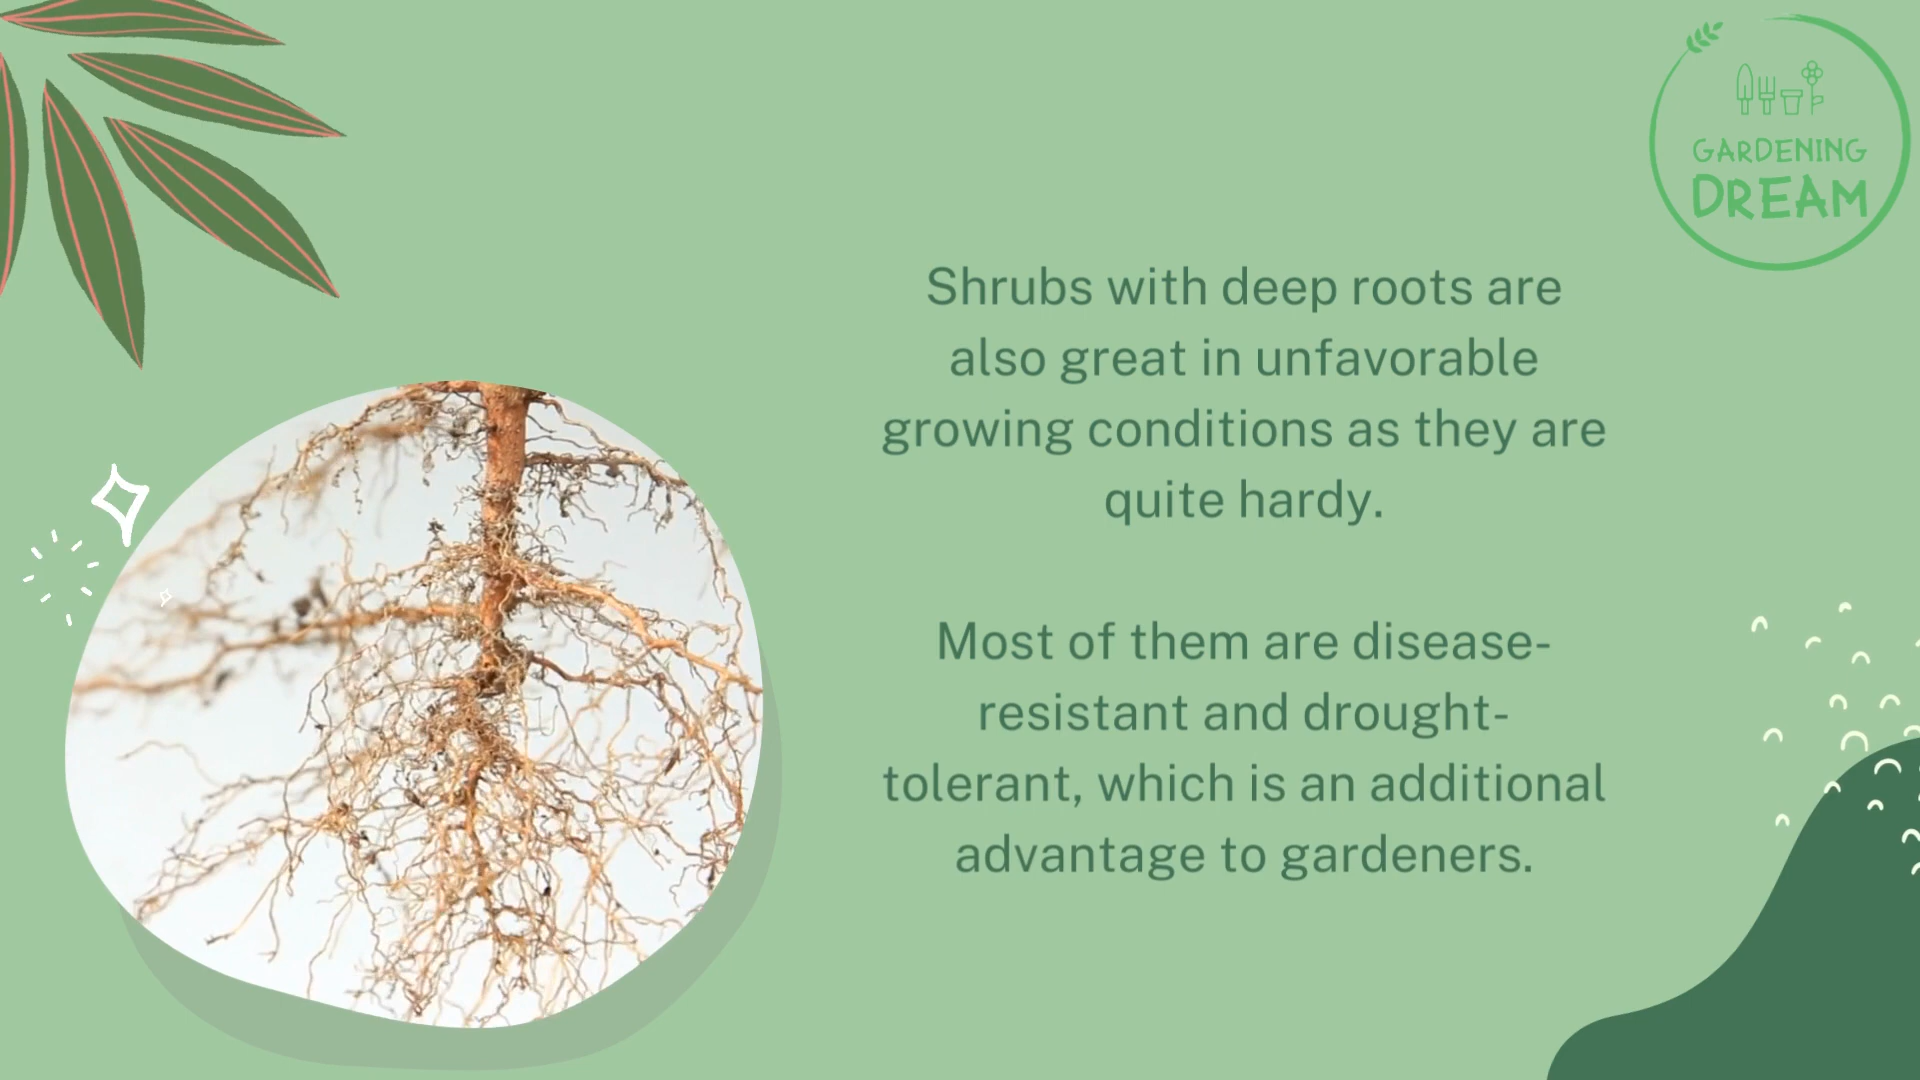 GARDENING
DREAM
Shrubs with deep roots are
also great in unfavorable
growing conditions as they are
quite hardy.
Most of them are disease-
resistant and drought-
tolerant, which is an additional
advantage to gardeners.